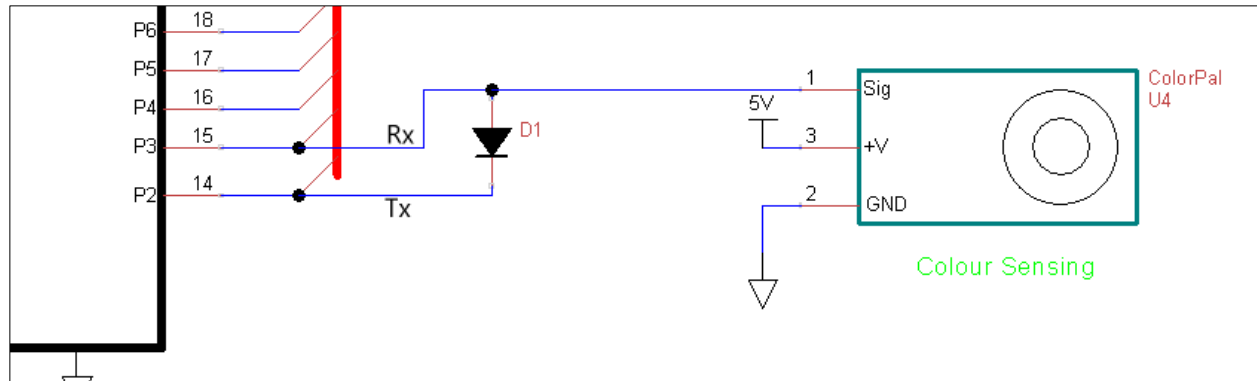 P6 18
P5 17
P4 16
P3 15
P2 14
Rx
Tx
D1
5V
1 Sig
3 +V
2 GND
ColorPal
U4
Colour Sensing